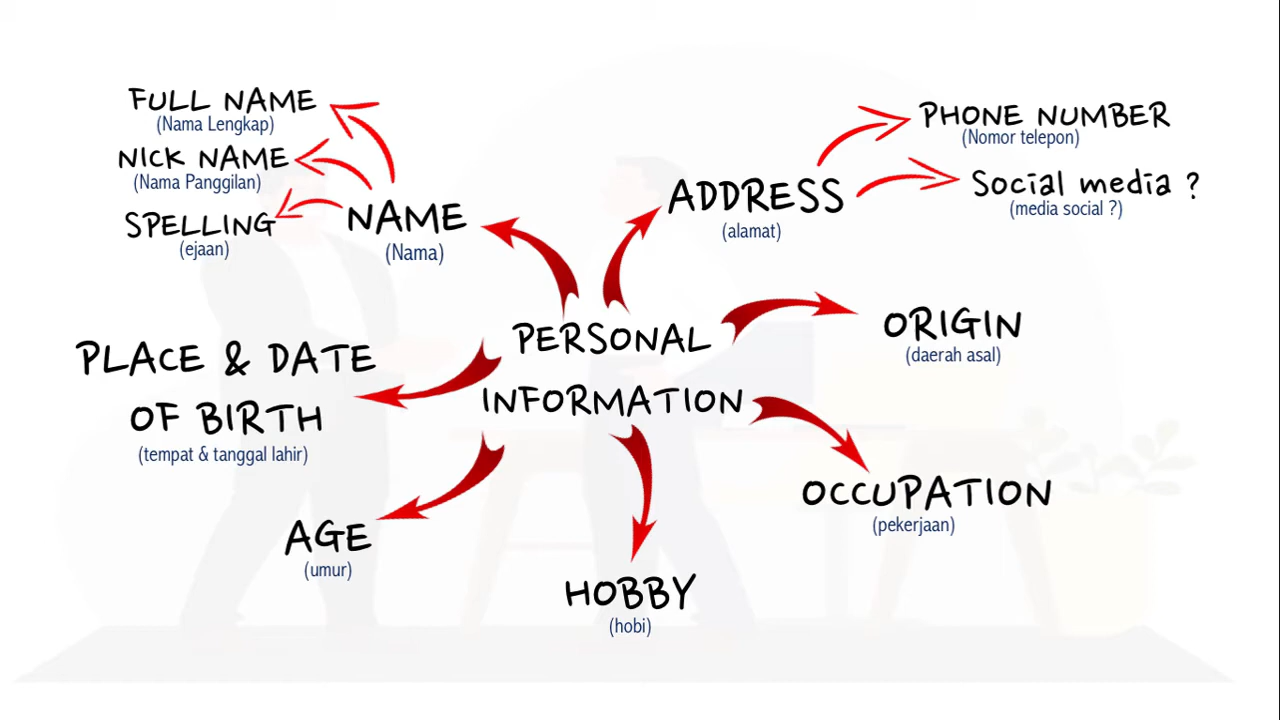 FULL NAME
(Nama Lengkap)
NICK NAME
(Nama Panggilan)
SPELLING
(ejaan)
NAME
(Nama)
ADDRESS
(alamat)
PHONE NUMBER
(Nomor telepon)
Social media ?
(media social ?)
PERSONAL
INFORMATION
ORIGIN
(daerah asal)
PLACE & DATE
OF BIRTH
(tempat & tanggal lahir)
OCCUPATION
(pekerjaan)
AGE
(umur)
HOBBY
(hobi)